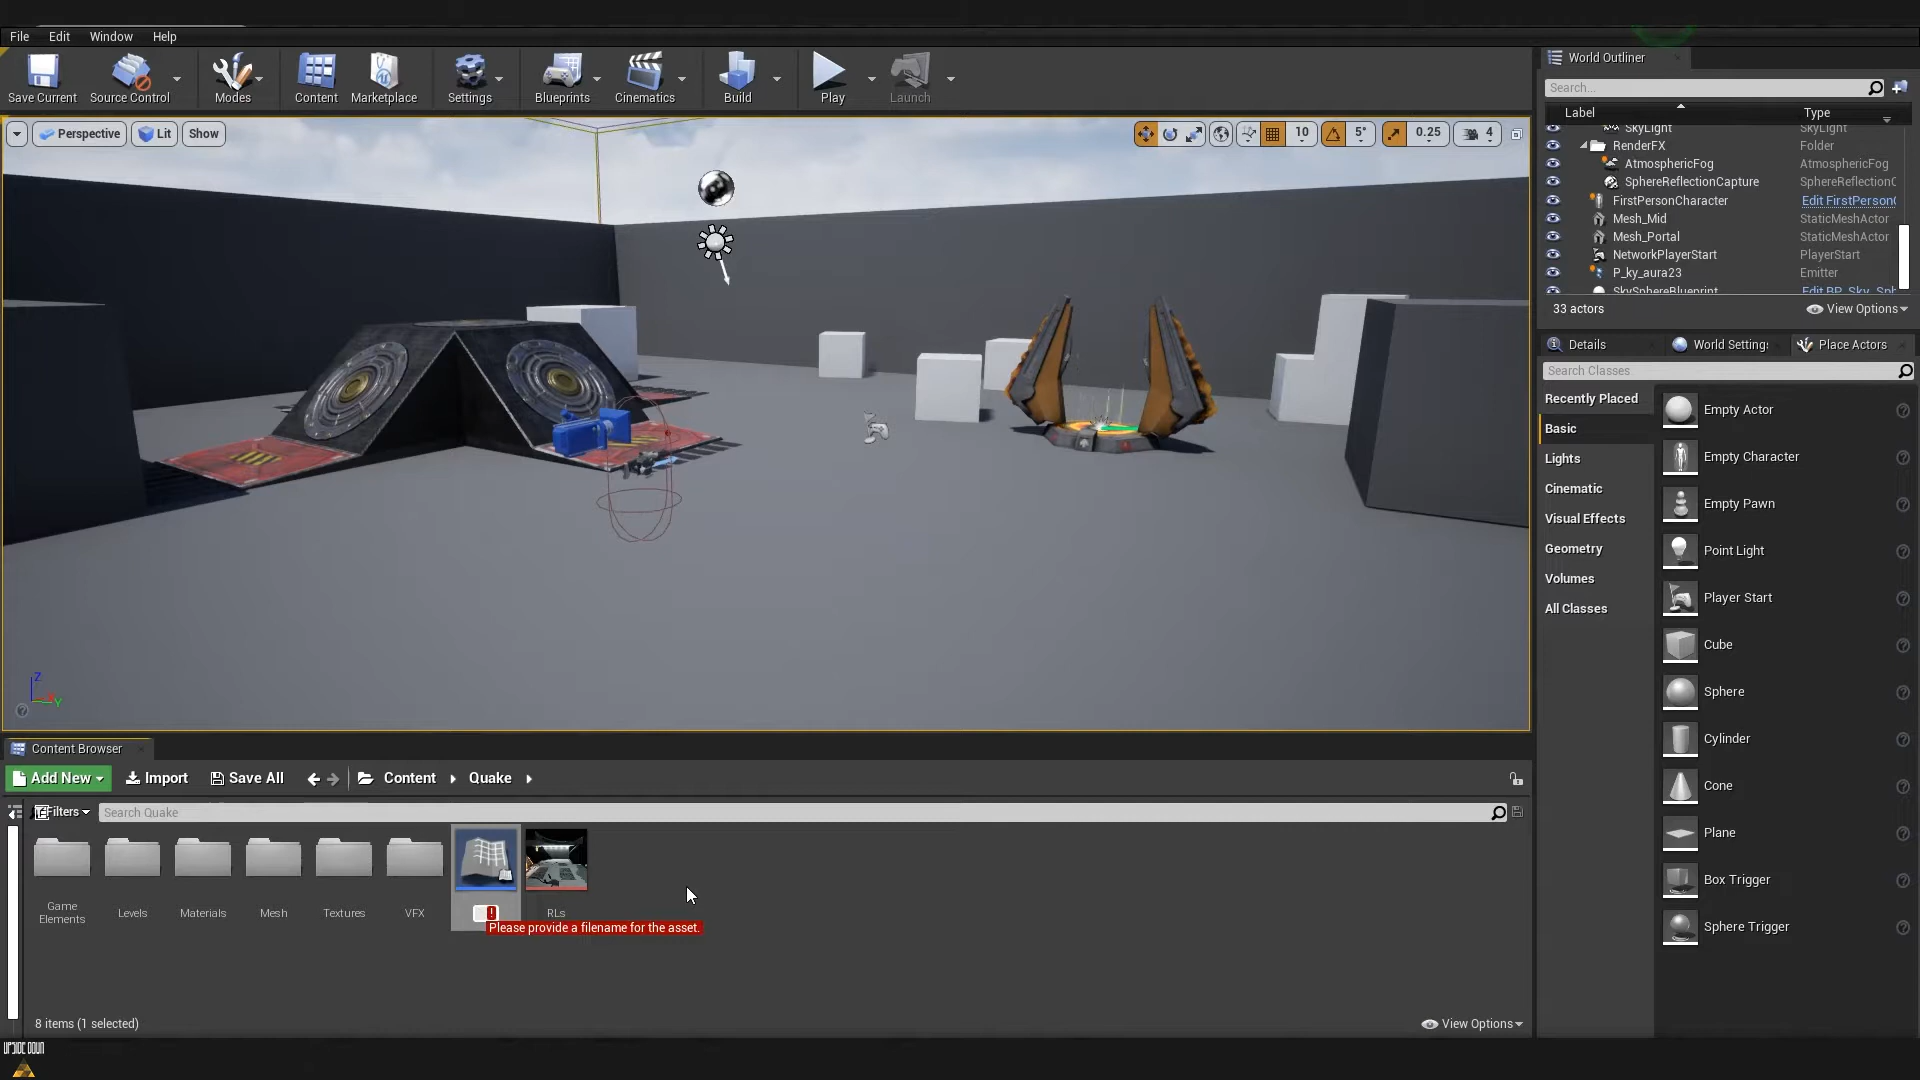 File Edit Window Help
Save Current Source Control Modes Content Marketplace Settings Blueprints Cinematics Build Play Launch
Perspective Lit Show
10 5° 0.25 4
World Outliner
Search...
Label Type
SkyLight SkyLight
RenderFX Folder
AtmosphericFog AtmosphericFog
SphereReflectionCapture SphereReflectionC
FirstPersonCharacter Edit FirstPersonC
Mesh_Mid StaticMeshActor
Mesh_Portal StaticMeshActor
NetworkPlayerStart PlayerStart
P_ky_aura23 Emitter
SkySphereBlueprint Edit BP_Sky_Sph
33 actors View Options
Details World Settings Place Actors
Search Classes
Recently Placed
Basic
Lights
Cinematic
Visual Effects
Geometry
Volumes
All Classes
Empty Actor
Empty Character
Empty Pawn
Point Light
Player Start
Cube
Sphere
Cylinder
Cone
Plane
Box Trigger
Sphere Trigger
Z
Y
Content Browser
Add New Import Save All Content Quake
Filters Search Quake
Game Elements
Levels
Materials
Mesh
Textures
VFX
!
RLs
Please provide a filename for the asset.
8 items (1 selected) View Options
UPSIDE DOWN